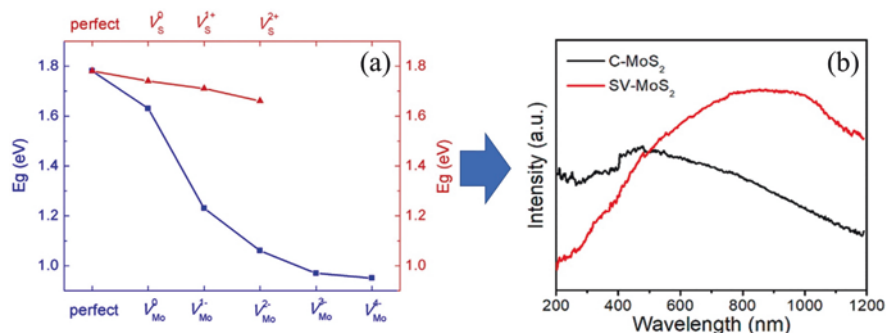 perfect V_S^0 V_S^1+ V_S^2+
(a)
1.8 1.8
1.6 1.6
1.4 1.4
1.2 1.2
1.0 1.0
Eg (eV)
Eg (eV)
perfect V_Mo^0 V_Mo^1- V_Mo^2- V_Mo^3- V_Mo^4-
(b)
C-MoS₂
SV-MoS₂
Intensity (a.u.)
200 400 600 800 1000 1200
Wavelength (nm)